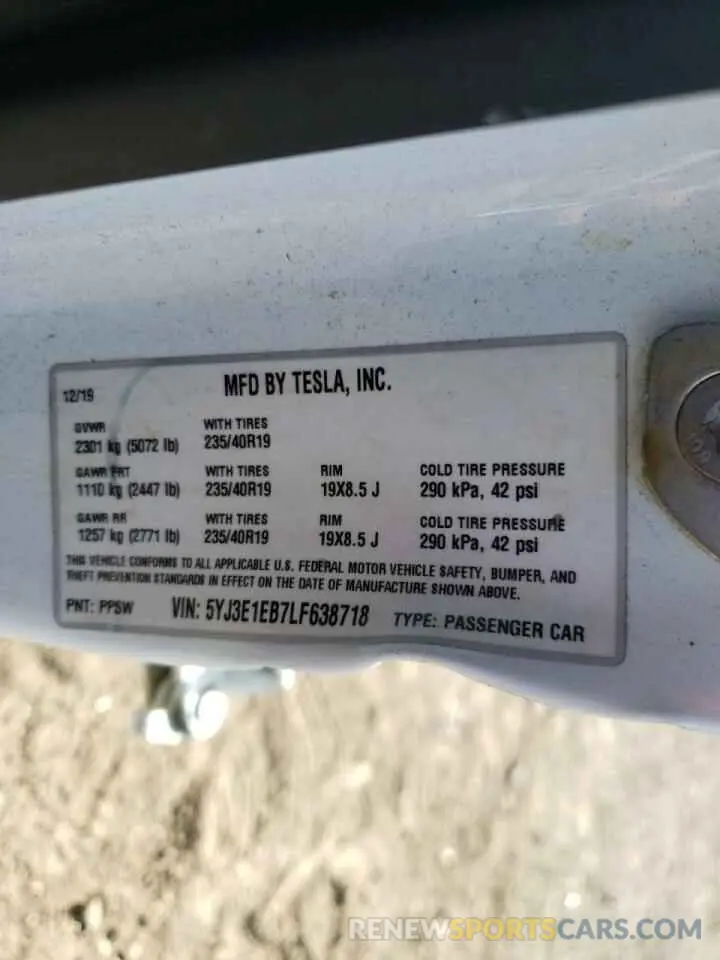 12/19 MFD BY TESLA, INC.
GVWR WITH TIRES
2301 kg (5072 lb) 235/40R19
GAWR FRT WITH TIRES RIM COLD TIRE PRESSURE
1110 kg (2447 lb) 235/40R19 19X8.5 J 290 kPa, 42 psi
GAWR RR WITH TIRES RIM COLD TIRE PRESSURE
1257 kg (2771 lb) 235/40R19 19X8.5 J 290 kPa, 42 psi
THIS VEHICLE CONFORMS TO ALL APPLICABLE U.S. FEDERAL MOTOR VEHICLE SAFETY, BUMPER, AND
THEFT PREVENTION STANDARDS IN EFFECT ON THE DATE OF MANUFACTURE SHOWN ABOVE.
PNT: PPSW VIN: 5YJ3E1EB7LF638718 TYPE: PASSENGER CAR
RENEWSPORTSCARS.COM